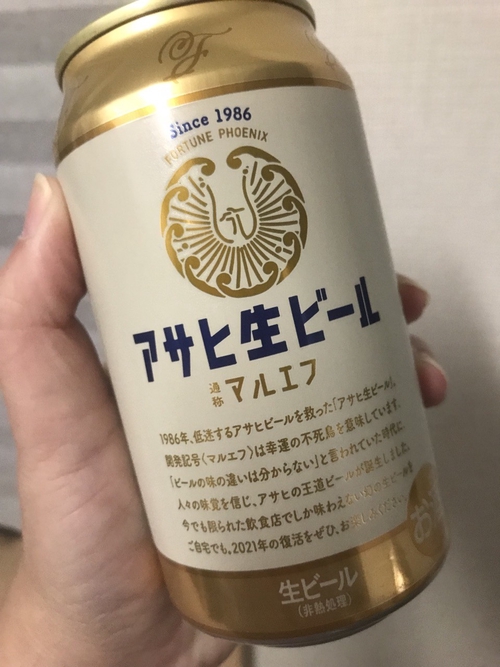 Since 1986
FORTUNE PHOENIX
アサヒ生ビール
通称 マルエフ
1986年、低迷するアサヒビールを救った「アサヒ生ビール」。
開発記号〈マルエフ〉は幸運の不死鳥を意味しています。
「ビールの味の違いは分からない」と言われていた時代に、
人々の味覚を信じ、アサヒの王道ビールが誕生しました。
今でも限られた飲食店でしか味わえない幻の生ビールを
ご自宅でも。2021年の復活をぜひ、お
お
生ビール
(非熱処理)